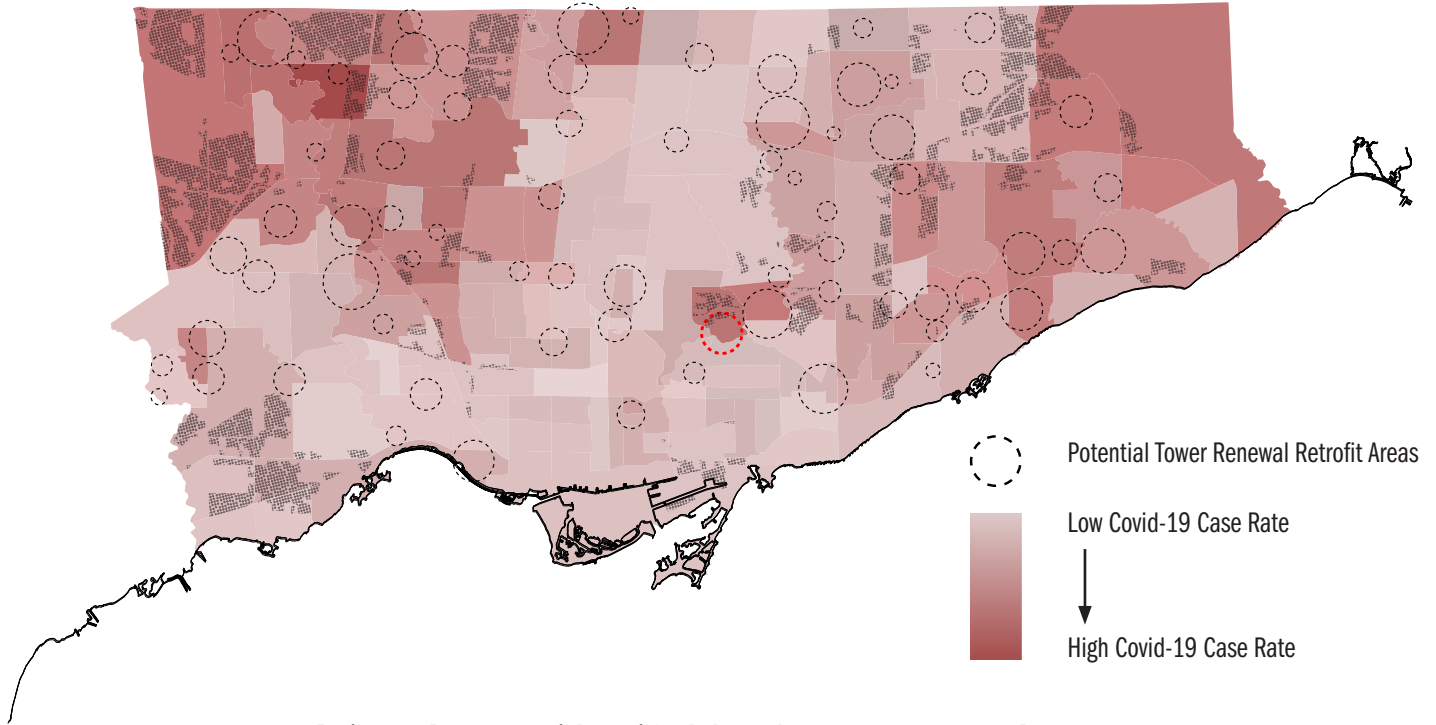 Potential Tower Renewal Retrofit Areas
Low Covid-19 Case Rate
High Covid-19 Case Rate